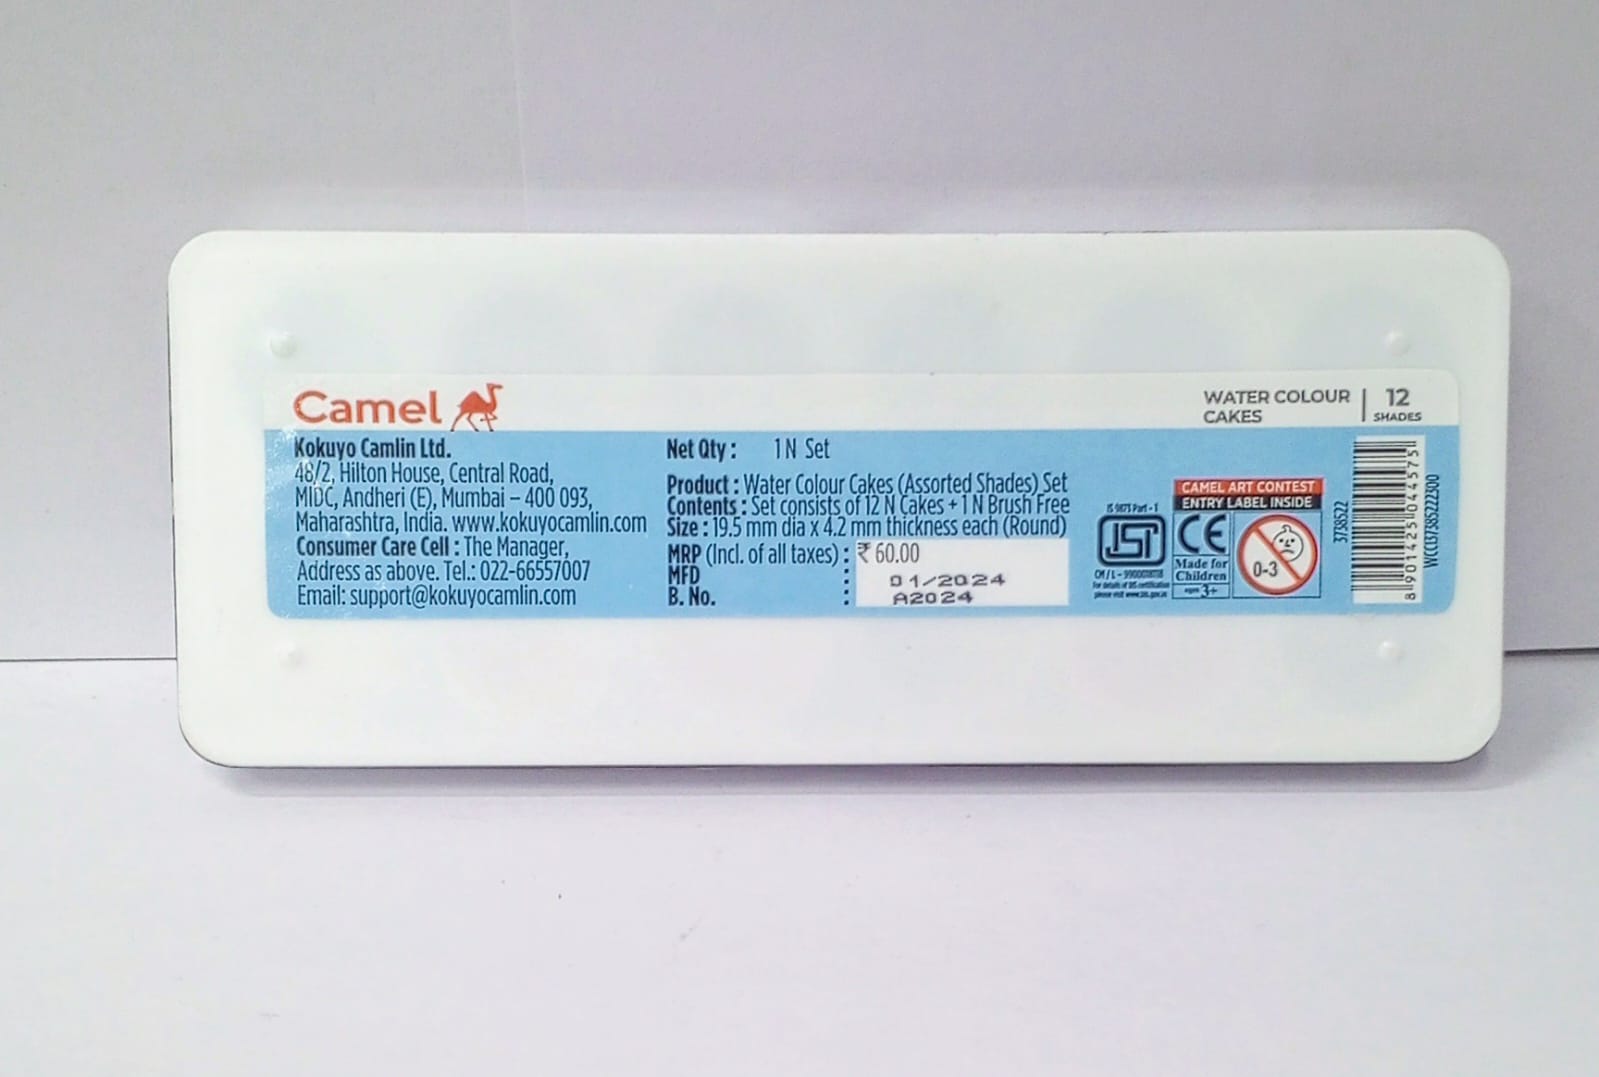 Camel
WATER COLOUR
CAKES
12
SHADES
Kokuyo Camlin Ltd.
48/2, Hilton House, Central Road,
MIDC, Andheri (E), Mumbai – 400 093,
Maharashtra, India. www.kokuyocamlin.com
Consumer Care Cell : The Manager,
Address as above. Tel.: 022-66557007
Email: support@kokuyocamlin.com
Net Qty : 1 N Set
Product : Water Colour Cakes (Assorted Shades) Set
Contents : Set consists of 12 N Cakes + 1 N Brush Free
Size : 19.5 mm dia x 4.2 mm thickness each (Round)
MRP (Incl. of all taxes) : ₹ 60.00
MFD : 01/2024
B. No. : A2024
IS 9873 Part - 1
ISI
CAMEL ART CONTEST
ENTRY LABEL INSIDE
CE
Made for
Children
ages 3+
0-3
3738522
8 901425 044575